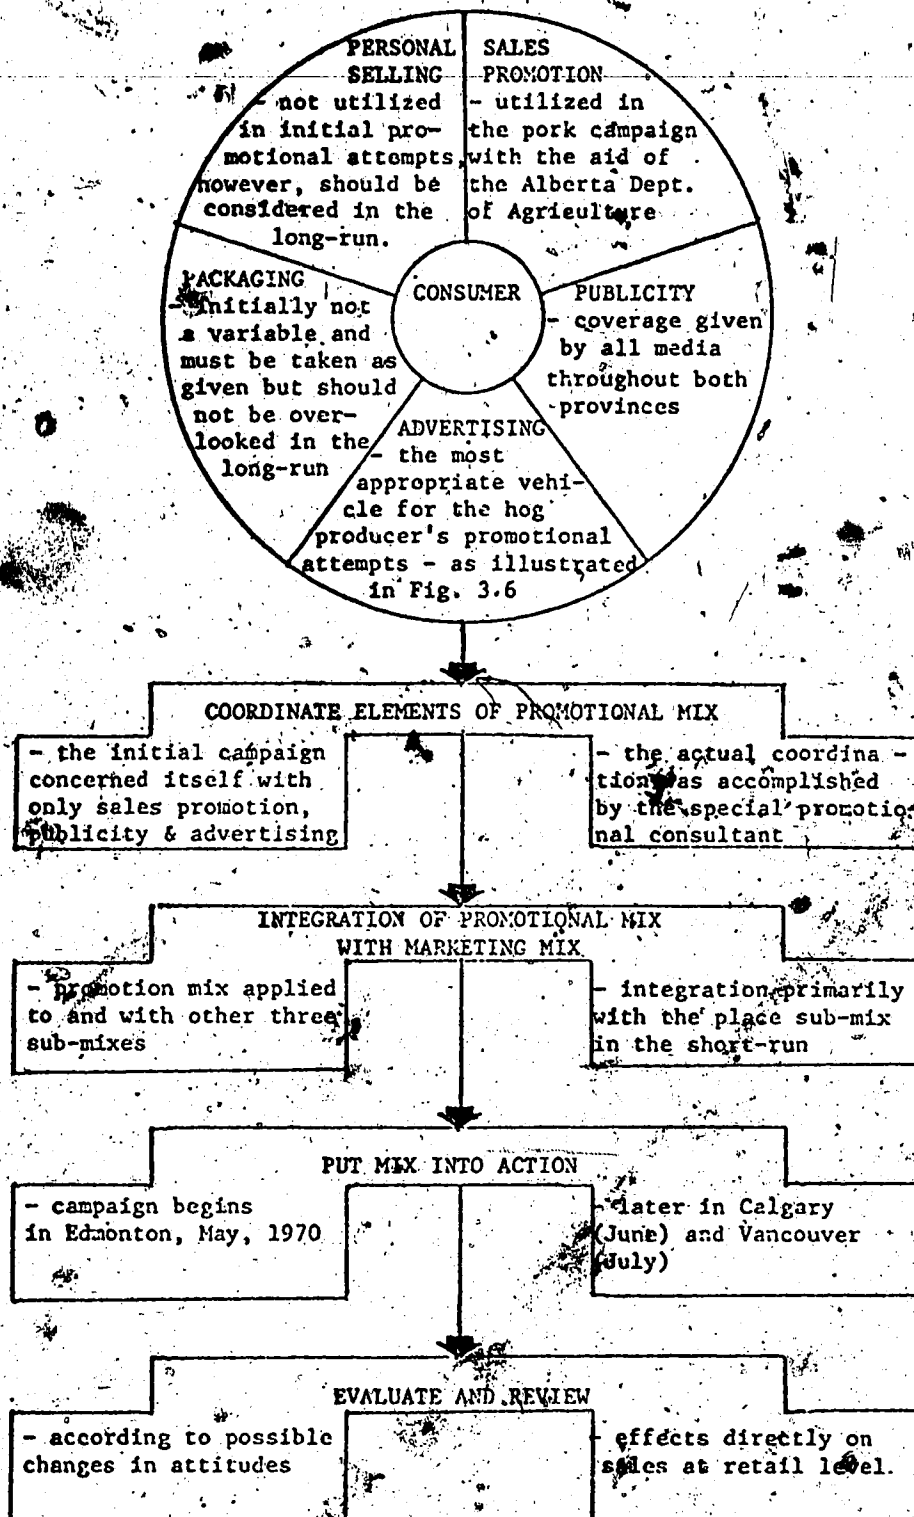 PERSONAL
SELLING
- not utilized
in initial pro-
motional attempts,
however, should be
considered in the
long-run.
SALES
PROMOTION
- utilized in
the pork campaign
with the aid of
the Alberta Dept.
of Agrieulture
PACKAGING
- initially not
a variable and
must be taken as
given but should
not be over-
looked in the
long-run
CONSUMER
PUBLICITY
- coverage given
by all media
throughout both
provinces
ADVERTISING
- the most
appropriate vehi-
cle for the hog
producer's promotional
attempts - as illustrated
in Fig. 3.6
COORDINATE ELEMENTS OF PROMOTIONAL MIX
- the initial campaign
concerned itself with
only sales promotion,
publicity & advertising
- the actual coordina -
tion was accomplished
by the special promotio-
nal consultant
INTEGRATION OF PROMOTIONAL MIX
WITH MARKETING MIX
- promotion mix applied
to and with other three
sub-mixes
- integration primarily
with the place sub-mix
in the short-run
PUT MIX INTO ACTION
- campaign begins
in Edmonton, May, 1970
- later in Calgary
(June) and Vancouver
(July)
EVALUATE AND REVIEW
- according to possible
changes in attitudes
- effects directly on
sales at retail level.